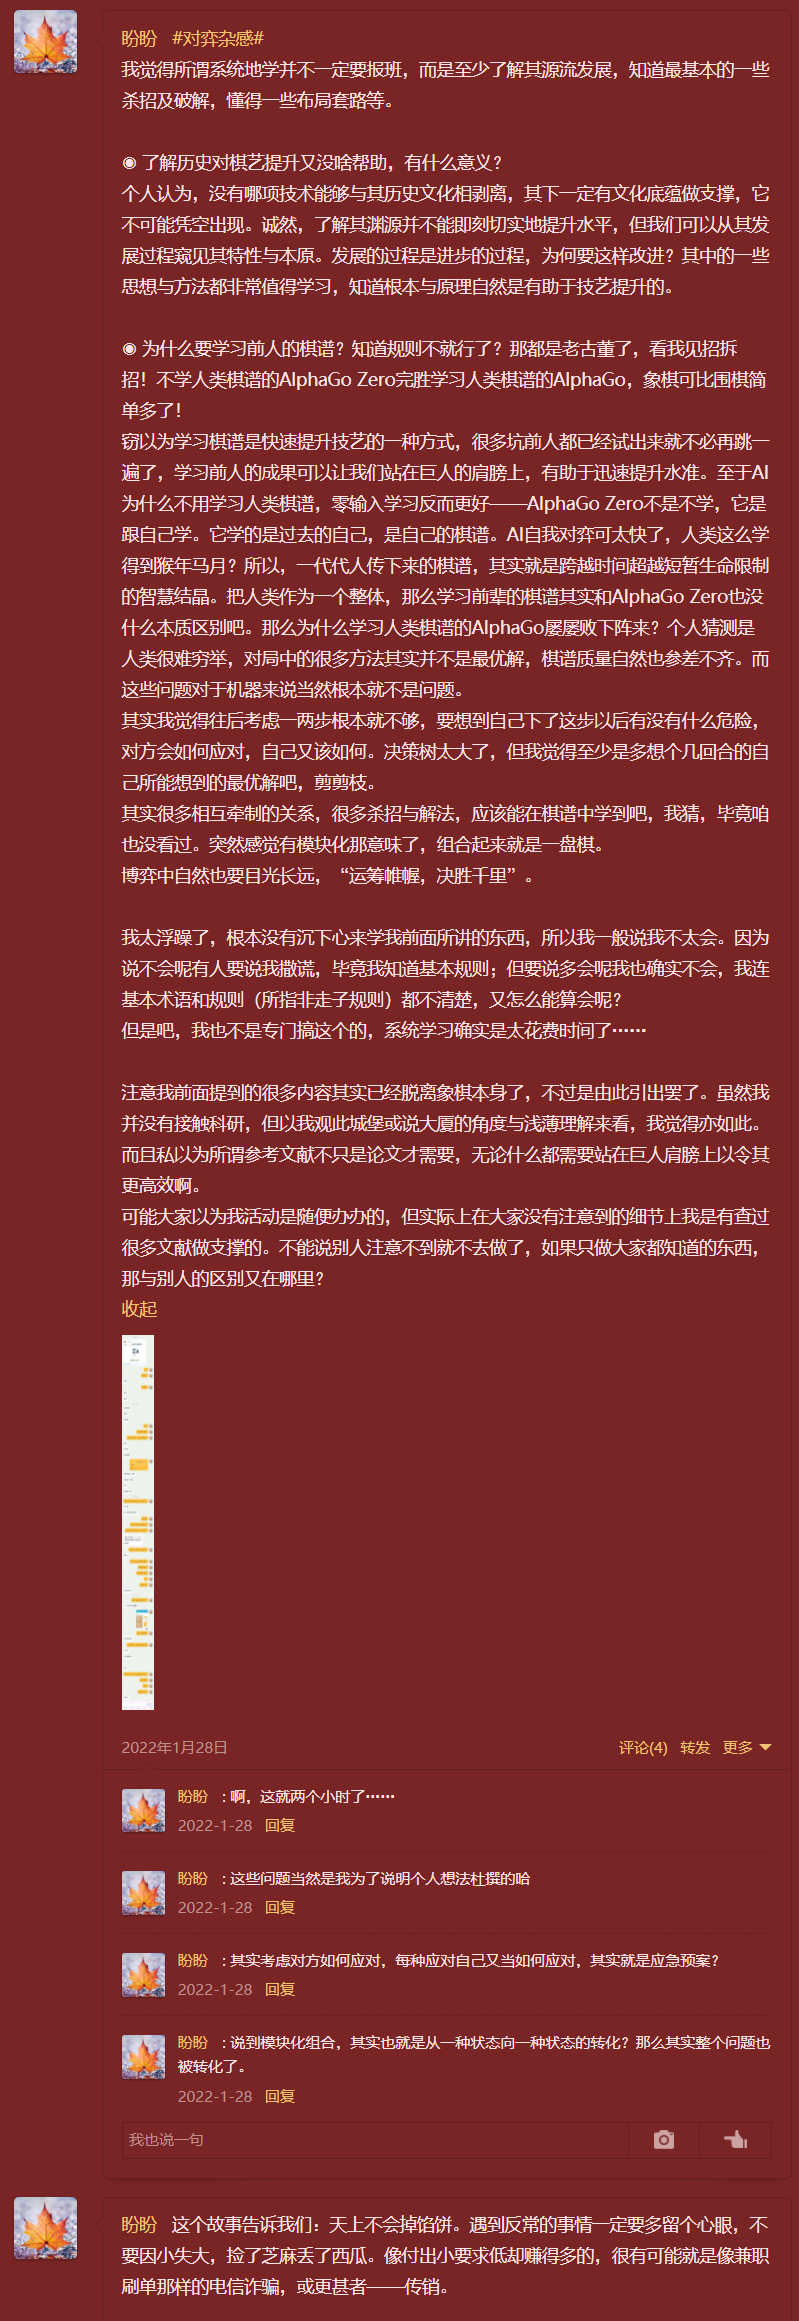 盼盼 #对弈杂感#
我觉得所谓系统地学并不一定要报班，而是至少了解其源流发展，知道最基本的一些
杀招及破解，懂得一些布局套路等。
◉ 了解历史对棋艺提升又没啥帮助，有什么意义？
个人认为，没有哪项技术能够与其历史文化相剥离，其下一定有文化底蕴做支撑，它
不可能凭空出现。诚然，了解其渊源并不能即刻切实地提升水平，但我们可以从其发
展过程窥见其特性与本原。发展的过程是进步的过程，为何要这样改进？其中的一些
思想与方法都非常值得学习，知道根本与原理自然是有助于技艺提升的。
◉ 为什么要学习前人的棋谱？知道规则不就行了？那都是老古董了，看我见招拆
招！不学人类棋谱的AlphaGo Zero完胜学习人类棋谱的AlphaGo，象棋可比围棋简
单多了！
窃以为学习棋谱是快速提升技艺的一种方式，很多坑前人都已经试出来就不必再跳一
遍了，学习前人的成果可以让我们站在巨人的肩膀上，有助于迅速提升水准。至于AI
为什么不用学习人类棋谱，零输入学习反而更好——AlphaGo Zero不是不学，它是
跟自己学。它学的是过去的自己，是自己的棋谱。AI自我对弈可太快了，人类这么学
得到猴年马月？所以，一代代人传下来的棋谱，其实就是跨越时间超越短暂生命限制
的智慧结晶。把人类作为一个整体，那么学习前辈的棋谱其实和AlphaGo Zero也没
什么本质区别吧。那么为什么学习人类棋谱的AlphaGo屡屡败下阵来？个人猜测是
人类很难穷举，对局中的很多方法其实并不是最优解，棋谱质量自然也参差不齐。而
这些问题对于机器来说当然根本就不是问题。
其实我觉得往后考虑一两步根本就不够，要想到自己下了这步以后有没有什么危险，
对方会如何应对，自己又该如何。决策树太大了，但我觉得至少是多想个几回合的自
己所能想到的最优解吧，剪剪枝。
其实很多相互牵制的关系，很多杀招与解法，应该能在棋谱中学到吧，我猜，毕竟咱
也没看过。突然感觉有模块化那意味了，组合起来就是一盘棋。
博弈中自然也要目光长远，“运筹帷幄，决胜千里”。
我太浮躁了，根本没有沉下心来学我前面所讲的东西，所以我一般说我不太会。因为
说不会呢有人要说我撒谎，毕竟我知道基本规则；但要说多会呢我也确实不会，我连
基本术语和规则（所指非走子规则）都不清楚，又怎么能算会呢？
但是吧，我也不是专门搞这个的，系统学习确实是太花费时间了……
注意我前面提到的很多内容其实已经脱离象棋本身了，不过是由此引出罢了。虽然我
并没有接触科研，但以我观此城堡或说大厦的角度与浅薄理解来看，我觉得亦如此。
而且私以为所谓参考文献不只是论文才需要，无论什么都需要站在巨人肩膀上以令其
更高效啊。
可能大家以为我活动是随便办办的，但实际上在大家没有注意到的细节上我是有查过
很多文献做支撑的。不能说别人注意不到就不去做了，如果只做大家都知道的东西，
那与别人的区别又在哪里？
收起
2022年1月28日 评论(4) 转发 更多
盼盼 : 啊，这就两个小时了……
2022-1-28 回复
盼盼 : 这些问题当然是我为了说明个人想法杜撰的哈
2022-1-28 回复
盼盼 : 其实考虑对方如何应对，每种应对自己又当如何应对，其实就是应急预案？
2022-1-28 回复
盼盼 : 说到模块化组合，其实也就是从一种状态向一种状态的转化？那么其实整个问题也
被转化了。
2022-1-28 回复
我也说一句
盼盼 这个故事告诉我们：天上不会掉馅饼。遇到反常的事情一定要多留个心眼，不
要因小失大，捡了芝麻丢了西瓜。像付出小要求低却赚得多的，很有可能就是像兼职
刷单那样的电信诈骗，或更甚者——传销。